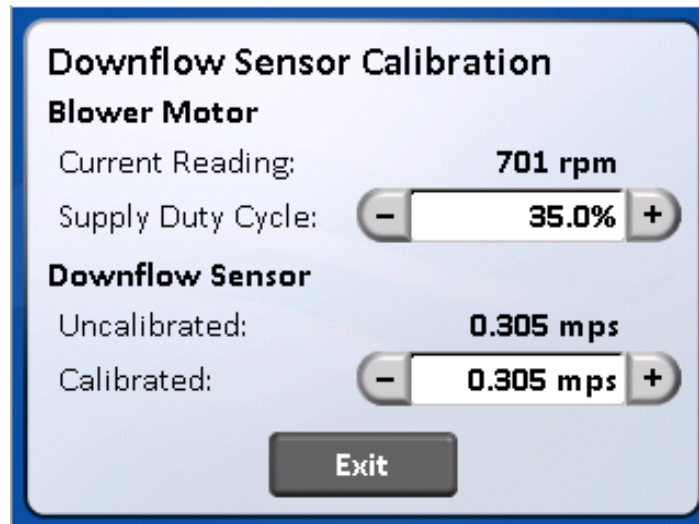 Downflow Sensor Calibration
Blower Motor
Current Reading: 701 rpm
Supply Duty Cycle: - 35.0% +
Downflow Sensor
Uncalibrated: 0.305 mps
Calibrated: - 0.305 mps +
Exit